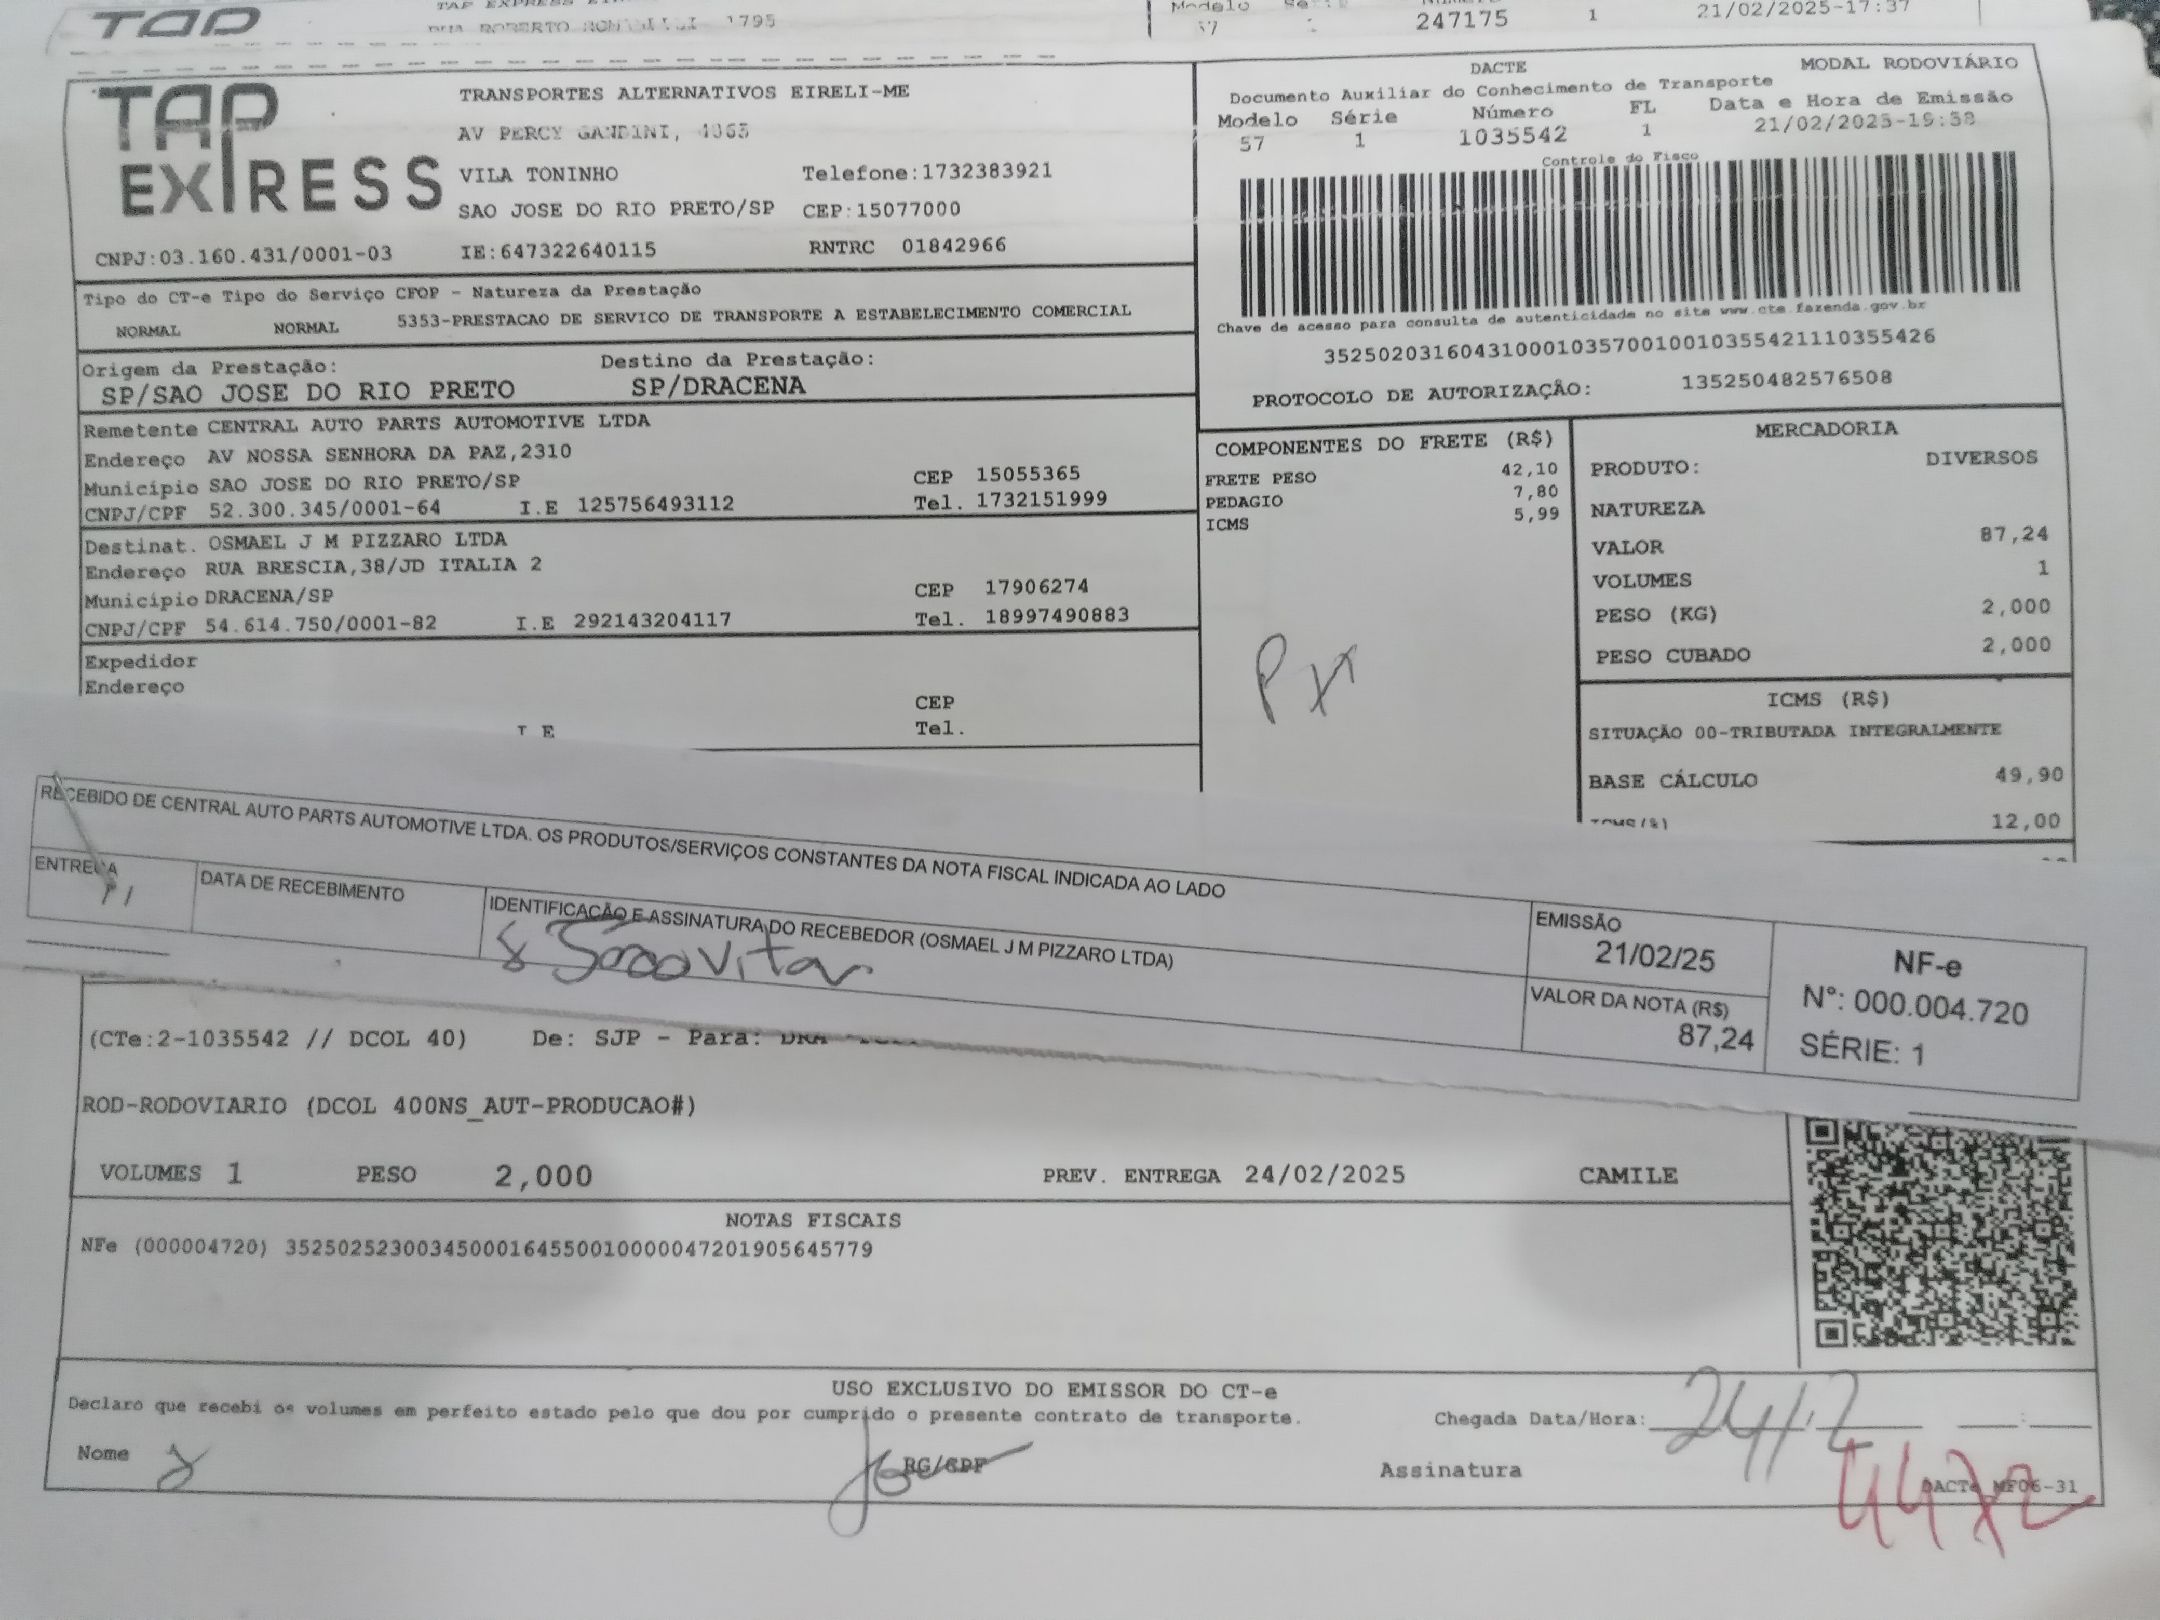 TAP
1795
247175 1 21/02/2025-17:37
TAP EXPRESS
TRANSPORTES ALTERNATIVOS EIRELI-ME
AV PERCY GANDINI,
VILA TONINHO Telefone:1732383921
SAO JOSE DO RIO PRETO/SP CEP:15077000
CNPJ:03.160.431/0001-03 IE:647322640115 RNTRC 01842966
DACTE MODAL RODOVIÁRIO
Documento Auxiliar do Conhecimento de Transporte
Modelo Série Número FL Data e Hora de Emissão
57 1 1035542 1 21/02/2025-19:58
Controle do Fisco
Chave de acesso para consulta de autenticidade no site www.cte.fazenda.gov.br
35250203160431000103570010010355421110355426
PROTOCOLO DE AUTORIZAÇÃO: 135250482576508
Tipo do CT-e Tipo do Serviço CFOP - Natureza da Prestação
NORMAL NORMAL 5353-PRESTACAO DE SERVICO DE TRANSPORTE A ESTABELECIMENTO COMERCIAL
Origem da Prestação: Destino da Prestação:
SP/SAO JOSE DO RIO PRETO SP/DRACENA
Remetente CENTRAL AUTO PARTS AUTOMOTIVE LTDA
Endereço AV NOSSA SENHORA DA PAZ,2310
Município SAO JOSE DO RIO PRETO/SP CEP 15055365
CNPJ/CPF 52.300.345/0001-64 I.E 125756493112 Tel. 1732151999
Destinat. OSMAEL J M PIZZARO LTDA
Endereço RUA BRESCIA,38/JD ITALIA 2
Município DRACENA/SP CEP 17906274
CNPJ/CPF 54.614.750/0001-82 I.E 292143204117 Tel. 18997490883
Expedidor
Endereço
CEP
Tel.
COMPONENTES DO FRETE (R$)
FRETE PESO 42,10
PEDAGIO 7,80
ICMS 5,99
MERCADORIA
PRODUTO: DIVERSOS
NATUREZA
VALOR 87,24
VOLUMES 1
PESO (KG) 2,000
PESO CUBADO 2,000
ICMS (R$)
SITUAÇÃO 00-TRIBUTADA INTEGRALMENTE
BASE CÁLCULO 49,90
12,00
RECEBIDO DE CENTRAL AUTO PARTS AUTOMOTIVE LTDA. OS PRODUTOS/SERVIÇOS CONSTANTES DA NOTA FISCAL INDICADA AO LADO
ENTREGA
DATA DE RECEBIMENTO
IDENTIFICAÇÃO E ASSINATURA DO RECEBEDOR (OSMAEL J M PIZZARO LTDA)
EMISSÃO
21/02/25
VALOR DA NOTA (R$)
87,24
NF-e
Nº: 000.004.720
SÉRIE: 1
(CTe:2-1035542 // DCOL 40) De: SJP - Para:
ROD-RODOVIARIO (DCOL 400NS_AUT-PRODUCAO#)
VOLUMES 1 PESO 2,000 PREV. ENTREGA 24/02/2025 CAMILE
NOTAS FISCAIS
NFe (000004720) 35250252300345000164550010000047201905645779
USO EXCLUSIVO DO EMISSOR DO CT-e
Declaro que recebi os volumes em perfeito estado pelo que dou por cumprido o presente contrato de transporte.
Chegada Data/Hora: 24/2
Nome RG/CPF Assinatura
DACTe MF06-31
4472